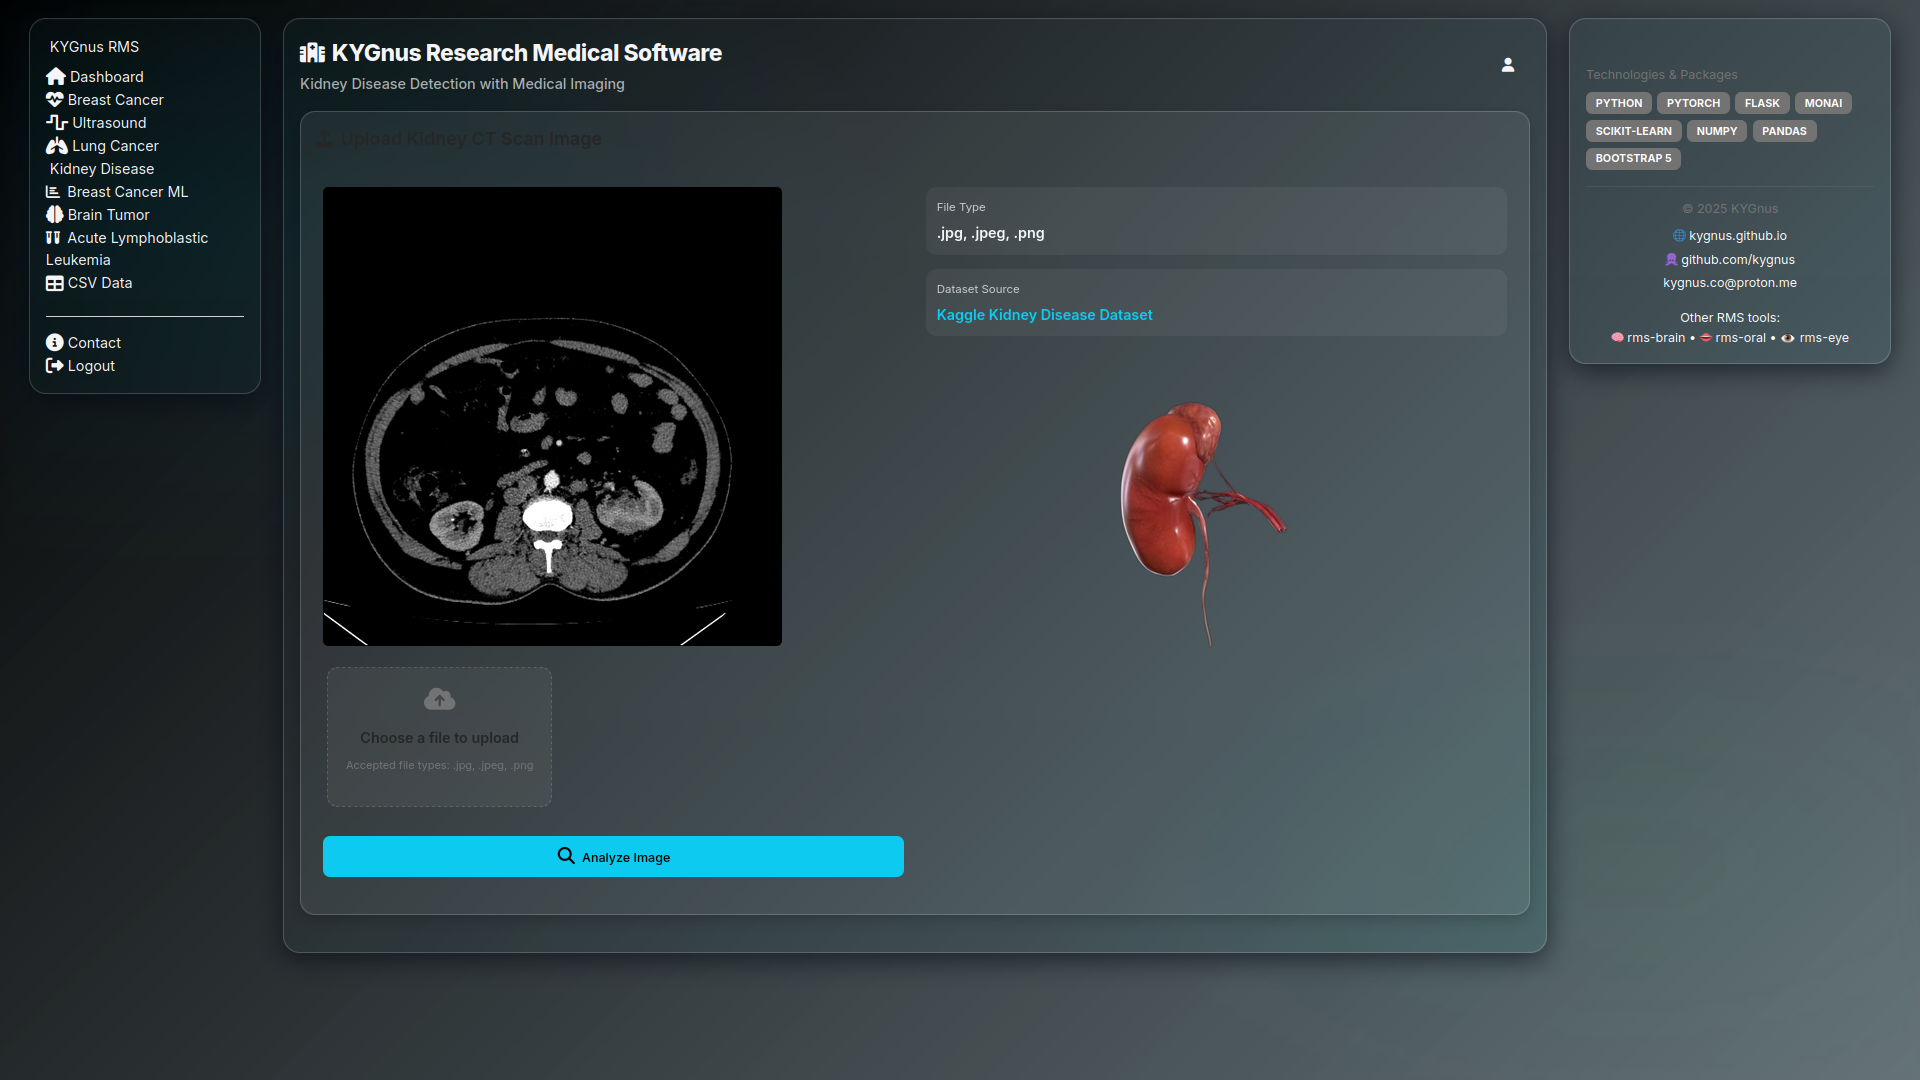 KYGnus RMS
Dashboard
Breast Cancer
Ultrasound
Lung Cancer
Kidney Disease
Breast Cancer ML
Brain Tumor
Acute Lymphoblastic
Leukemia
CSV Data
Contact
Logout
KYGnus Research Medical Software
Kidney Disease Detection with Medical Imaging
Upload Kidney CT Scan Image
Choose a file to upload
Accepted file types: .jpg, .jpeg, .png
Analyze Image
File Type
.jpg, .jpeg, .png
Dataset Source
Kaggle Kidney Disease Dataset
Technologies & Packages
PYTHON PYTORCH FLASK MONAI
SCIKIT-LEARN NUMPY PANDAS
BOOTSTRAP 5
© 2025 KYGnus
kygnus.github.io
github.com/kygnus
kygnus.co@proton.me
Other RMS tools:
rms-brain • rms-oral • rms-eye